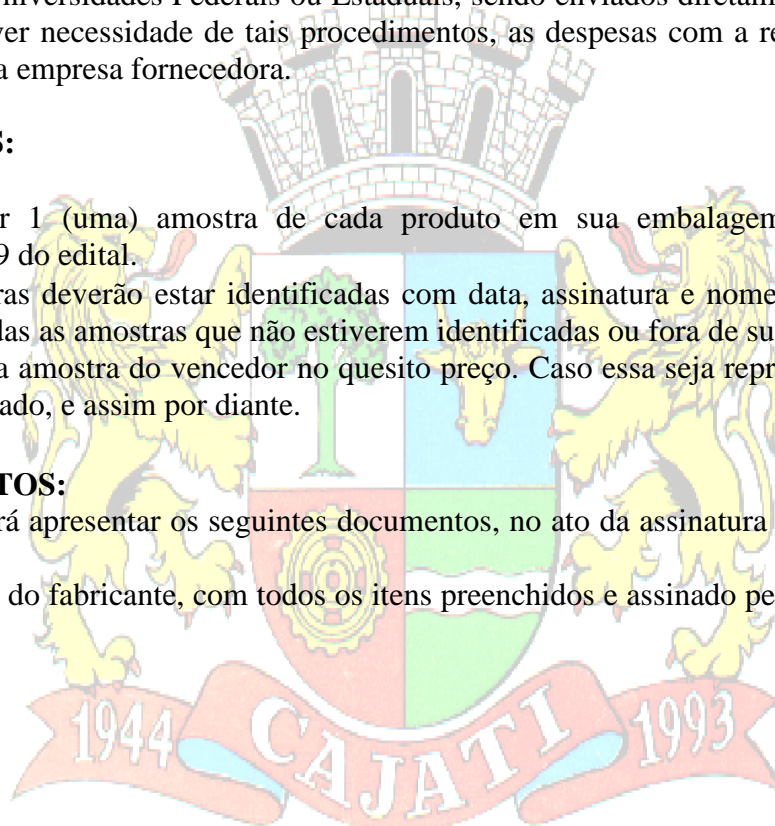 niversidades Federais ou Estaduais, sendo enviados diretam
ver necessidade de tais procedimentos, as despesas com a re
a empresa fornecedora.
S:
r 1 (uma) amostra de cada produto em sua embalagem
9 do edital.
ras deverão estar identificadas com data, assinatura e nome
das as amostras que não estiverem identificadas ou fora de su
a amostra do vencedor no quesito preço. Caso essa seja repr
ado, e assim por diante.
TOS:
rá apresentar os seguintes documentos, no ato da assinatura
do fabricante, com todos os itens preenchidos e assinado pe
1944 CAJATI 1993